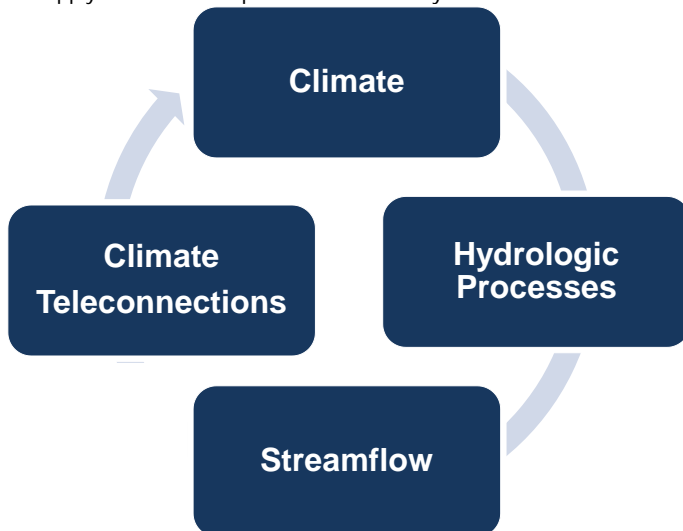 Climate
Climate
Teleconnections
Hydrologic
Processes
Streamflow